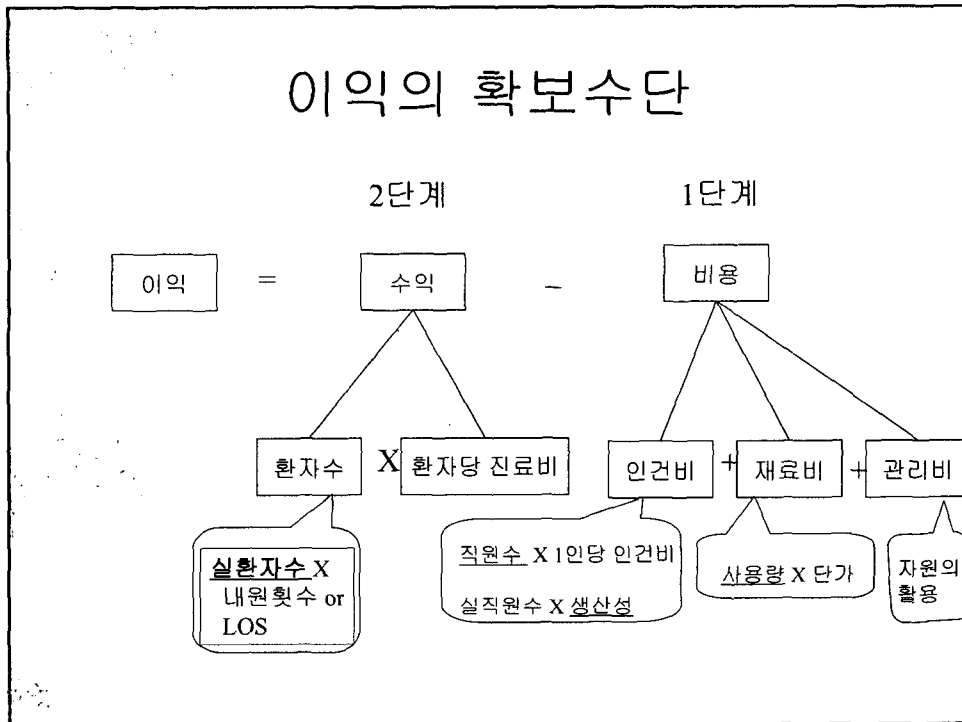 이익의 확보수단
2단계 1단계
이익 = 수익 – 비용
환자수 X 환자당 진료비 인건비 + 재료비 + 관리비
실환자수 X
내원횟수 or
LOS
직원수 X 1인당 인건비
실직원수 X 생산성
사용량 X 단가
자원의
활용